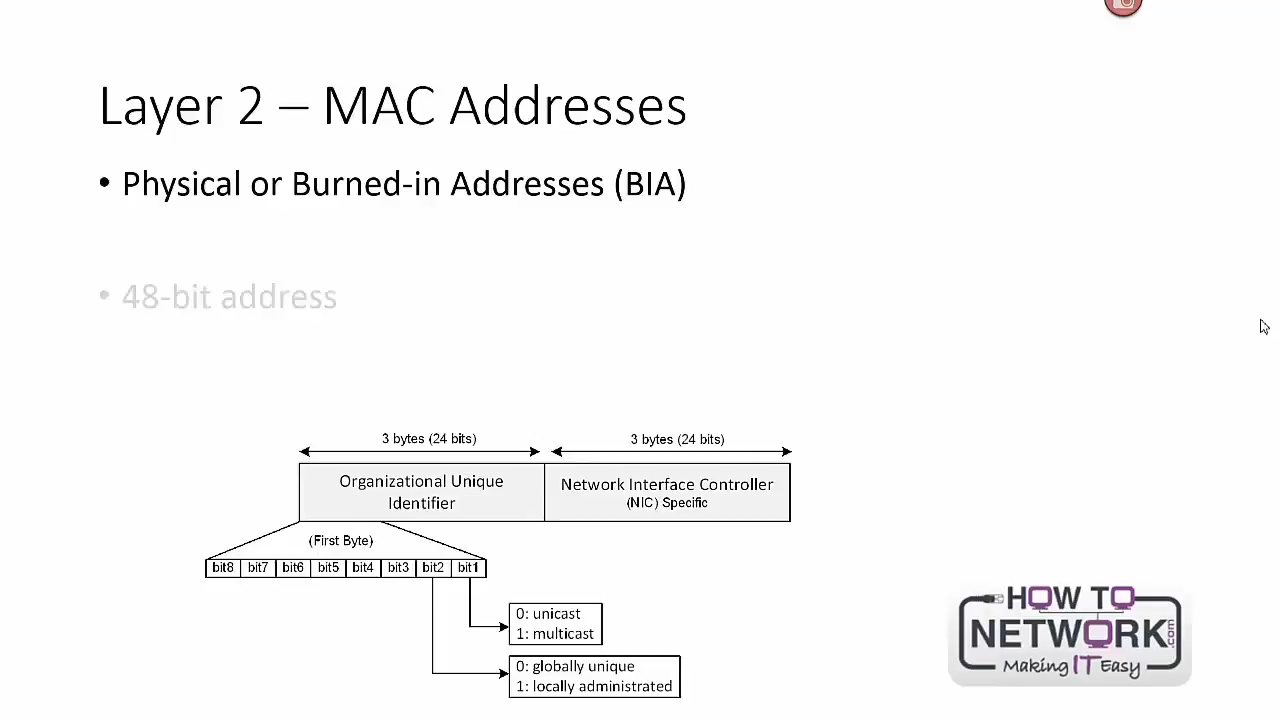 Layer 2 – MAC Addresses
• Physical or Burned-in Addresses (BIA)
• 48-bit address
3 bytes (24 bits)
3 bytes (24 bits)
Organizational Unique
Identifier
Network Interface Controller
(NIC) Specific
(First Byte)
bit8 bit7 bit6 bit5 bit4 bit3 bit2 bit1
0: unicast
1: multicast
0: globally unique
1: locally administrated
HOW TO
NETWORK.com
Making IT Easy